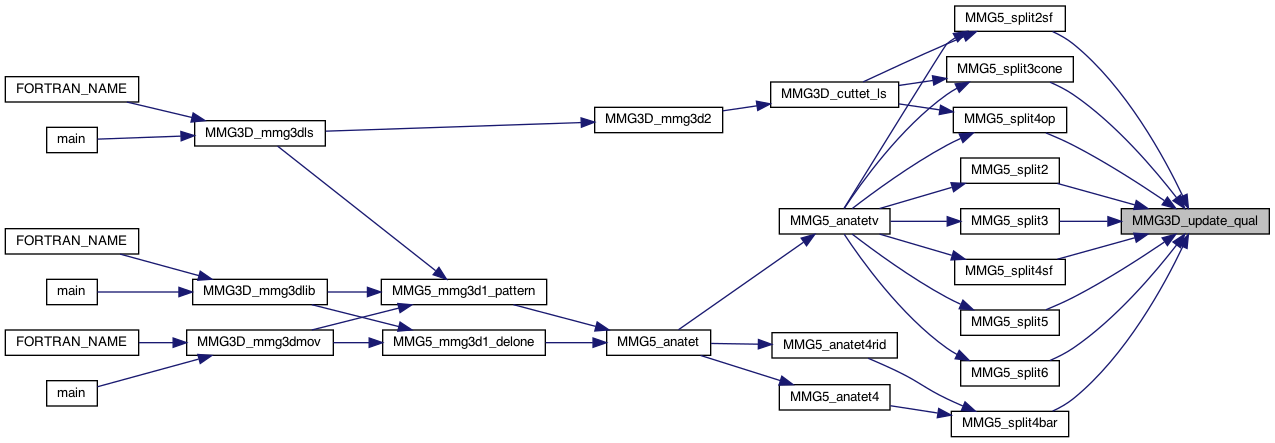 MMG5_split2sf
MMG5_split3cone
FORTRAN_NAME
MMG3D_cuttet_ls
MMG3D_mmg3d2
MMG5_split4op
MMG3D_mmg3dls
main
MMG5_split2
MMG5_anatetv
MMG5_split3
MMG3D_update_qual
FORTRAN_NAME
MMG5_split4sf
MMG3D_mmg3dlib
main
MMG5_mmg3d1_pattern
MMG5_split5
FORTRAN_NAME
MMG3D_mmg3dmov
MMG5_mmg3d1_delone
MMG5_anatet
MMG5_anatet4rid
MMG5_split6
main
MMG5_anatet4
MMG5_split4bar